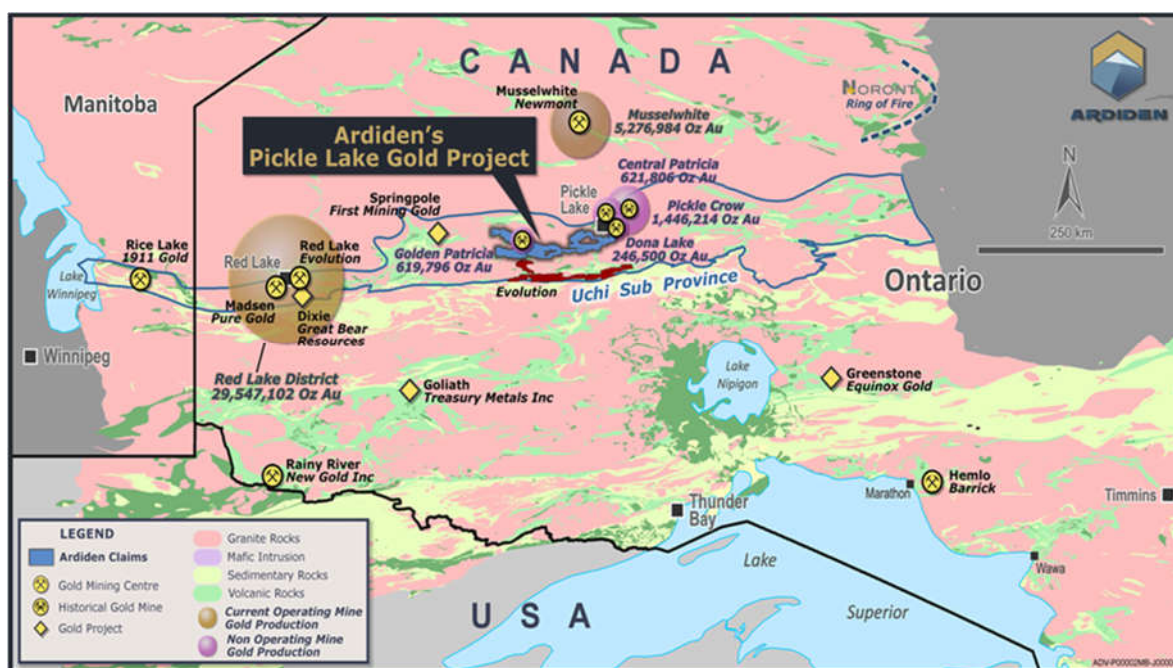 CANADA
Manitoba
Musselwhite
Newmont
Musselwhite
5,276,984 Oz Au
NORONT
Ring of Fire
ARDIDEN
N
250 km
Ardiden's
Pickle Lake Gold Project
Central Patricia
621,806 Oz Au
Pickle
Lake
Pickle Crow
1,446,214 Oz Au
Springpole
First Mining Gold
Golden Patricia
619,796 Oz Au
Dona Lake
246,500 Oz Au
Rice Lake
1911 Gold
Red Lake
Red Lake
Evolution
Lake
Winnipeg
Madsen
Pure Gold
Dixie
Great Bear
Resources
Evolution
Uchi Sub Province
Ontario
Winnipeg
Red Lake District
29,547,102 Oz Au
Goliath
Treasury Metals Inc
Lake
Nipigon
Greenstone
Equinox Gold
Rainy River
New Gold Inc
Thunder
Bay
Marathon
Hemlo
Barrick
Timmins
Wawa
Lake
Superior
USA
LEGEND
Ardiden Claims
Gold Mining Centre
Historical Gold Mine
Gold Project
Granite Rocks
Mafic Intrusion
Sedimentary Rocks
Volcanic Rocks
Current Operating Mine
Gold Production
Non Operating Mine
Gold Production